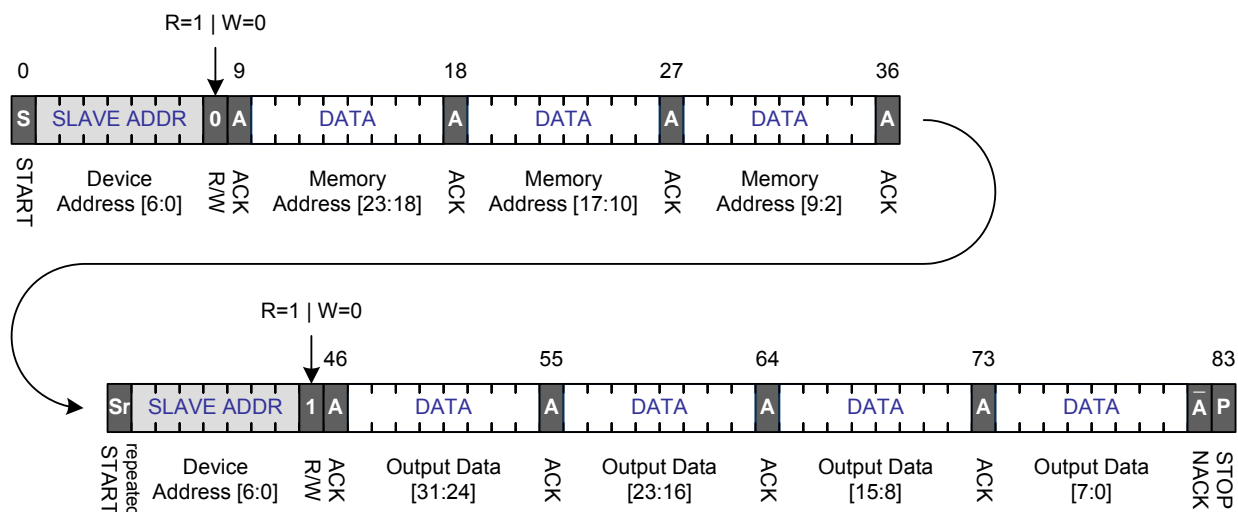 R=1 | W=0
0 9 18 27 36
S SLAVE ADDR 0 A DATA A DATA A DATA A
START Device Address [6:0] R/W ACK Memory Address [23:18] ACK Memory Address [17:10] ACK Memory Address [9:2] ACK
R=1 | W=0
46 55 64 73 83
Sr SLAVE ADDR 1 A DATA A DATA A DATA A DATA A̅ P
repeated START Device Address [6:0] R/W ACK Output Data [31:24] ACK Output Data [23:16] ACK Output Data [15:8] ACK Output Data [7:0] NACK STOP